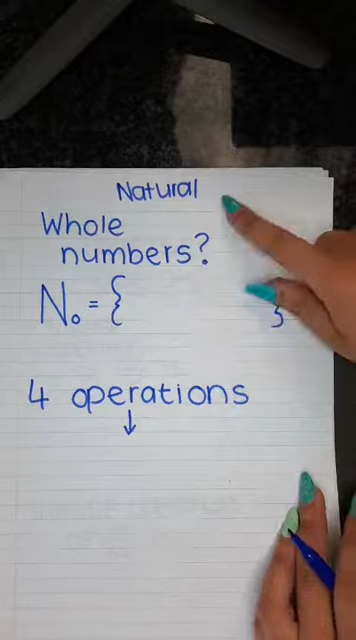 Natural
Whole
numbers?
N₀ = { }
4 operations
↓